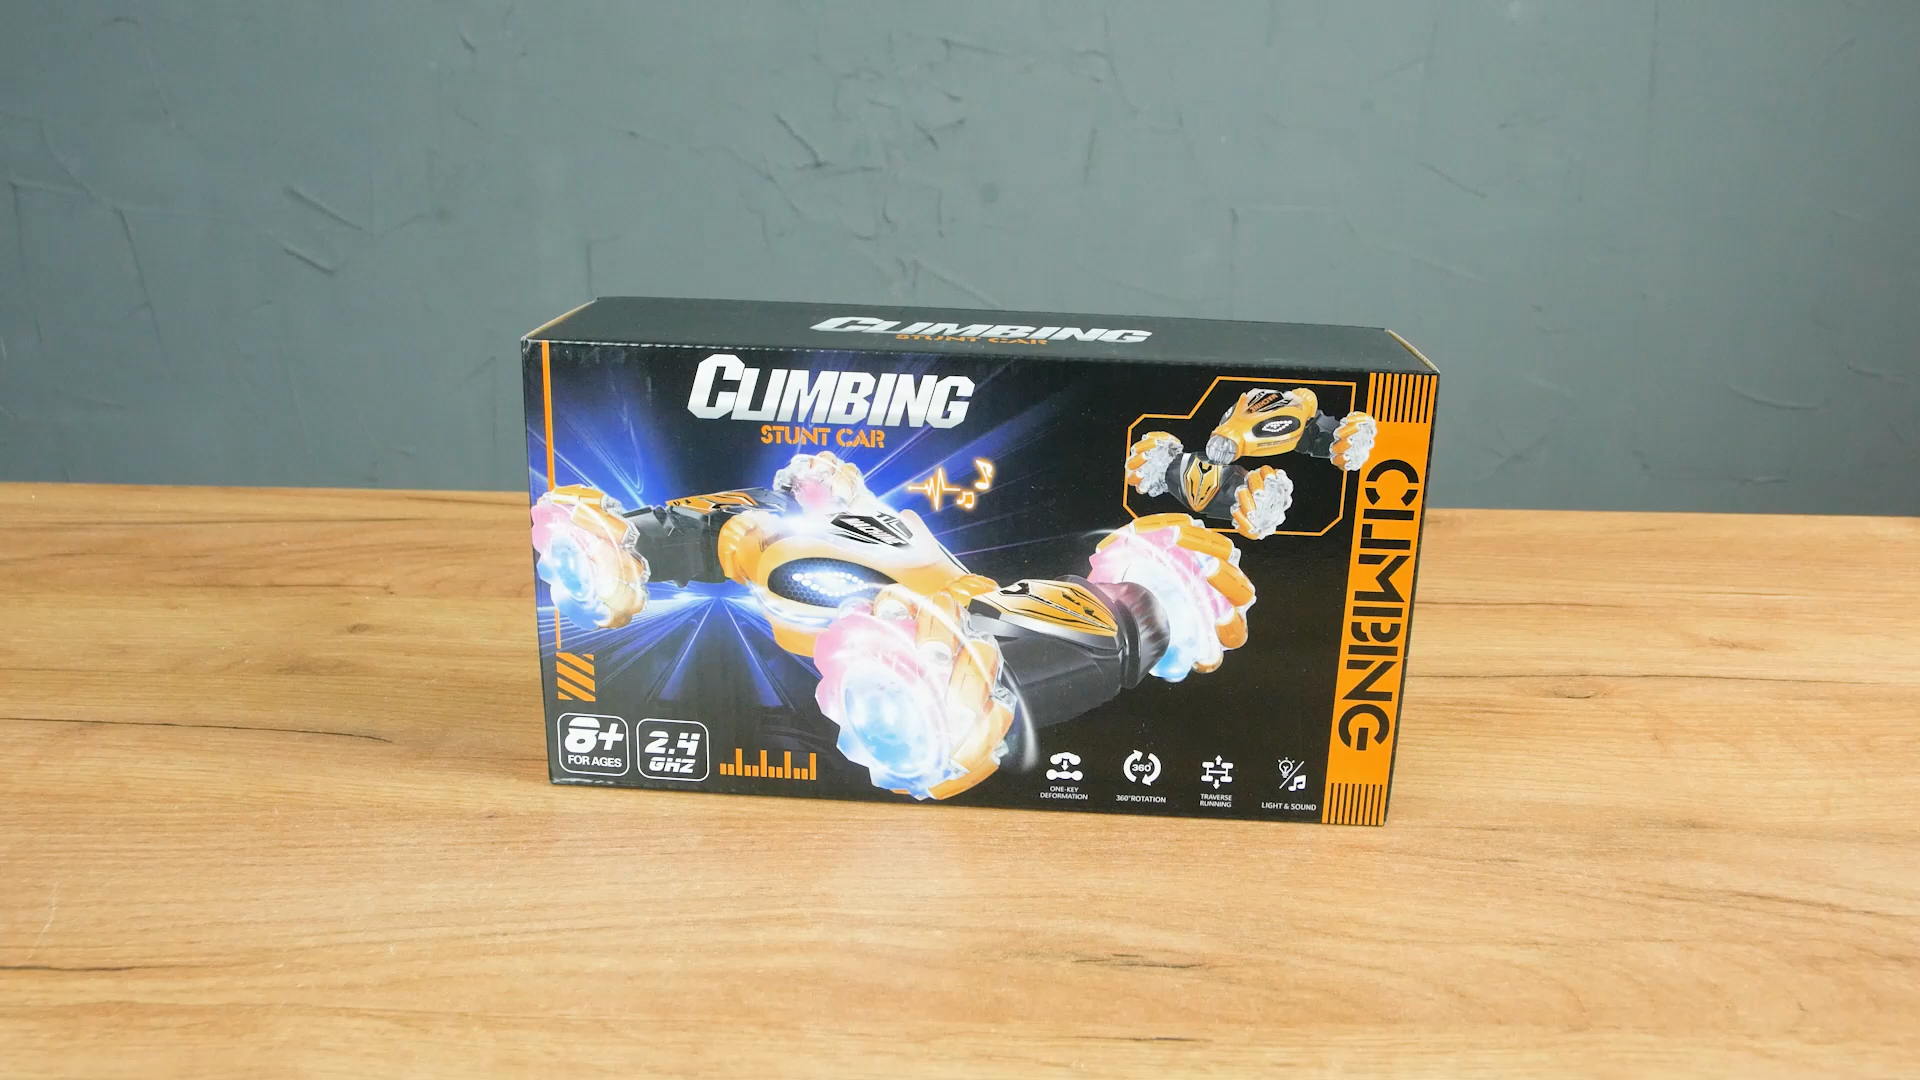 CLIMBING
STUNT CAR
CLIMBING
STUNT CAR
CLIMBING
8+
FOR AGES
2.4
GHZ
ONE-KEY
DEFORMATION
360°
360°ROTATION
TRAVERSE
RUNNING
LIGHT & SOUND